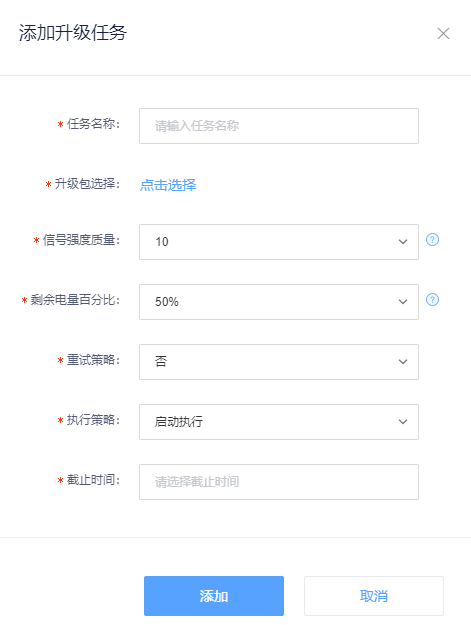 添加升级任务
* 任务名称: 请输入任务名称
* 升级包选择: 点击选择
* 信号强度质量: 10
* 剩余电量百分比: 50%
* 重试策略: 否
* 执行策略: 启动执行
* 截止时间: 请选择截止时间
添加 取消